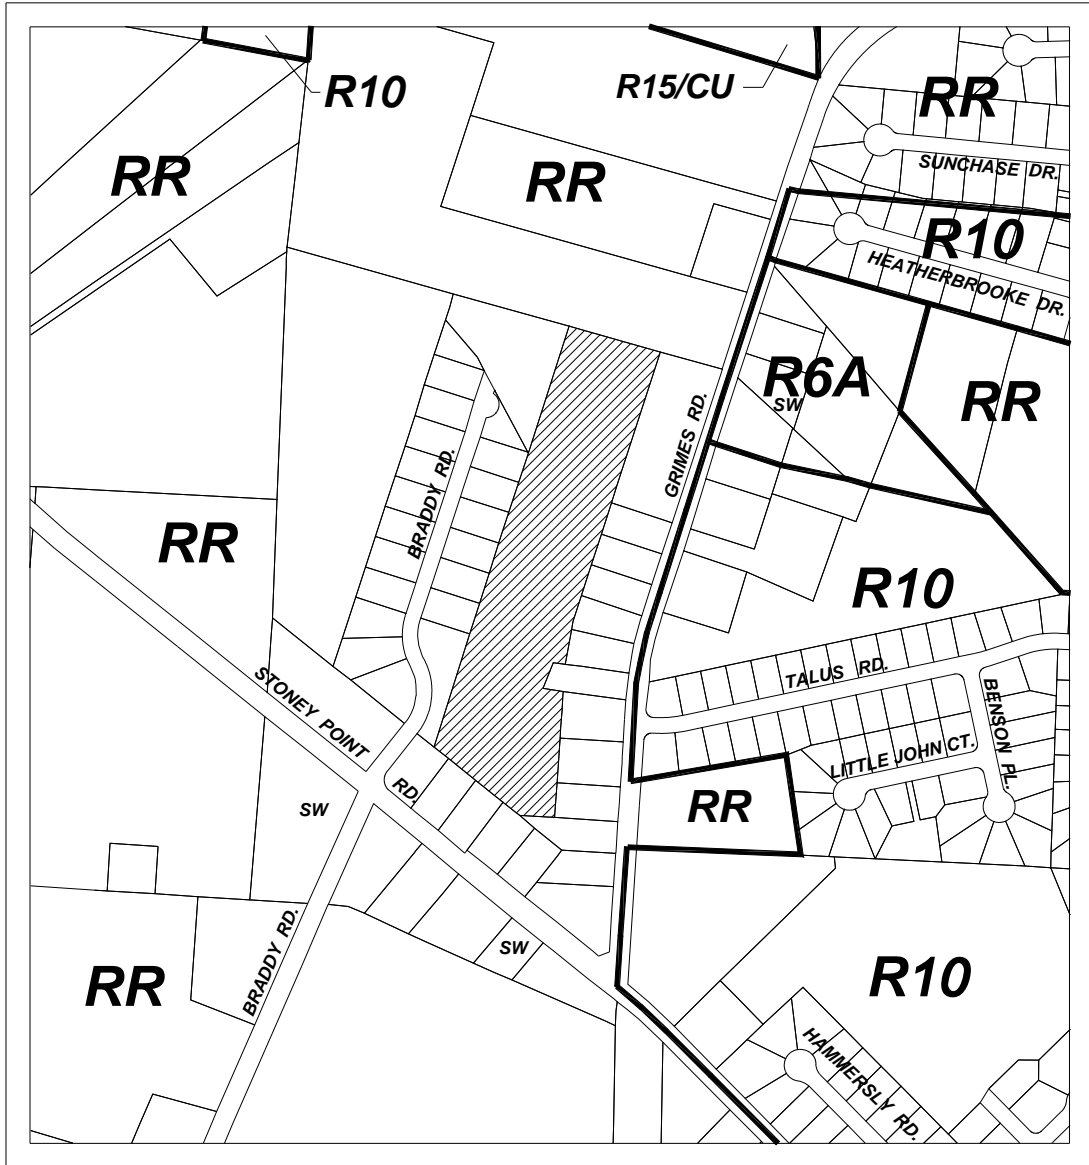 R10
R15/CU
RR
RR
RR
SUNCHASE DR.
R10
HEATHERBROOKE DR.
R6A
SW
RR
GRIMES RD.
BRADDY RD.
RR
R10
STONEY POINT RD.
TALUS RD.
BENSON PL.
LITTLE JOHN CT.
SW
RR
SW
BRADDY RD.
RR
R10
HAMMERSLY RD.